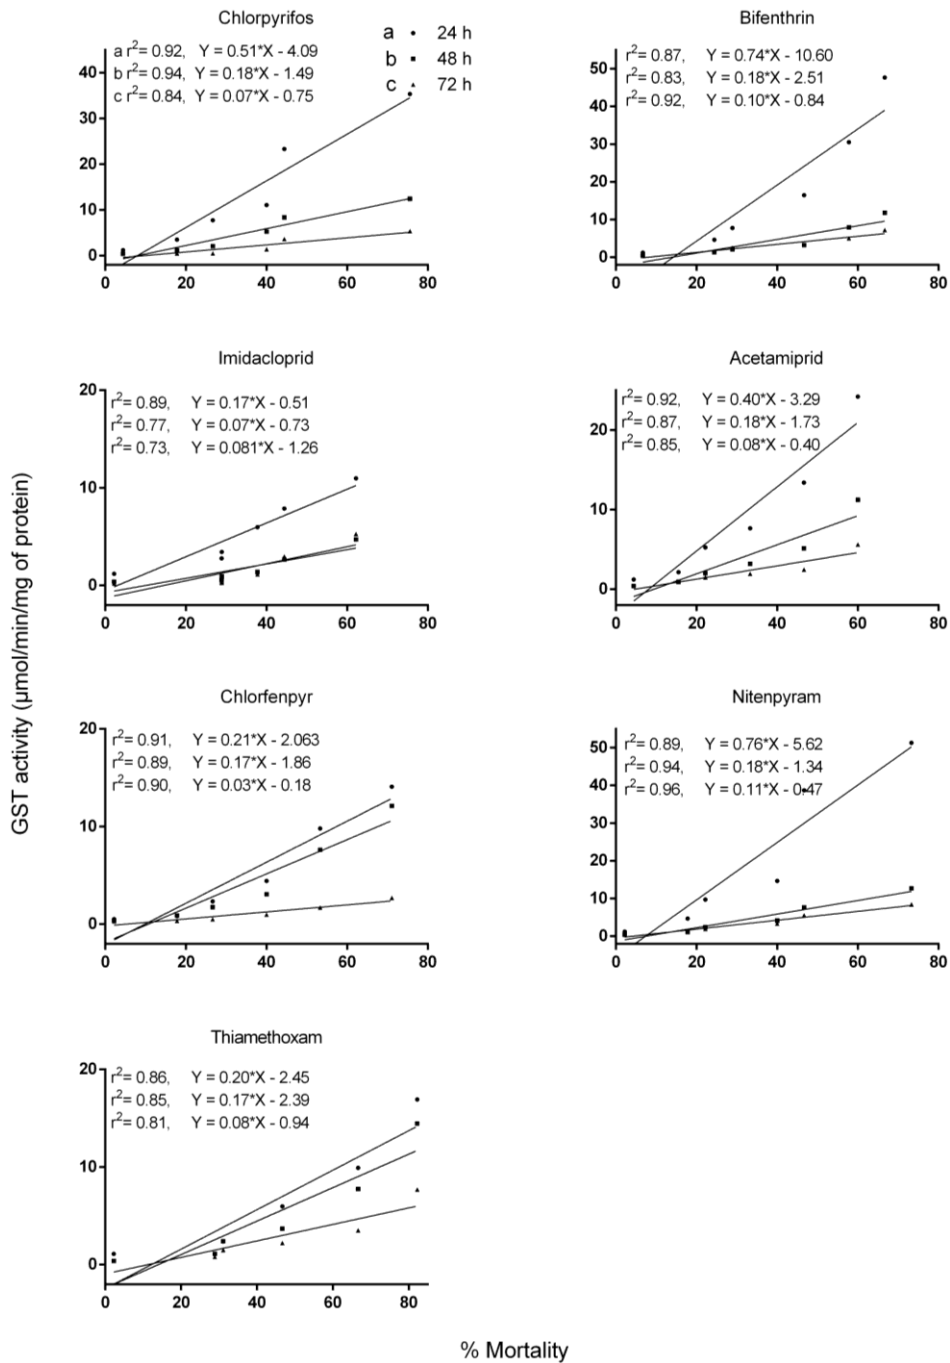 Chlorpyrifos
a r2= 0.92, Y = 0.51*X - 4.09
b r2= 0.94, Y = 0.18*X - 1.49
c r2= 0.84, Y = 0.07*X - 0.75
a 24 h
b 48 h
c 72 h
40
30
20
10
0
0 20 40 60 80
Bifenthrin
r2= 0.87, Y = 0.74*X - 10.60
r2= 0.83, Y = 0.18*X - 2.51
r2= 0.92, Y = 0.10*X - 0.84
50
40
30
20
10
0
0 20 40 60 80
Imidacloprid
r2= 0.89, Y = 0.17*X - 0.51
r2= 0.77, Y = 0.07*X - 0.73
r2= 0.73, Y = 0.081*X - 1.26
20
10
0
0 20 40 60 80
Acetamiprid
r2= 0.92, Y = 0.40*X - 3.29
r2= 0.87, Y = 0.18*X - 1.73
r2= 0.85, Y = 0.08*X - 0.40
20
10
0
0 20 40 60 80
GST activity (μmol/min/mg of protein)
Chlorfenpyr
r2= 0.91, Y = 0.21*X - 2.063
r2= 0.89, Y = 0.17*X - 1.86
r2= 0.90, Y = 0.03*X - 0.18
20
10
0
0 20 40 60 80
Nitenpyram
r2= 0.89, Y = 0.76*X - 5.62
r2= 0.94, Y = 0.18*X - 1.34
r2= 0.96, Y = 0.11*X - 0.47
50
40
30
20
10
0
0 20 40 60 80
Thiamethoxam
r2= 0.86, Y = 0.20*X - 2.45
r2= 0.85, Y = 0.17*X - 2.39
r2= 0.81, Y = 0.08*X - 0.94
20
10
0
0 20 40 60 80
% Mortality